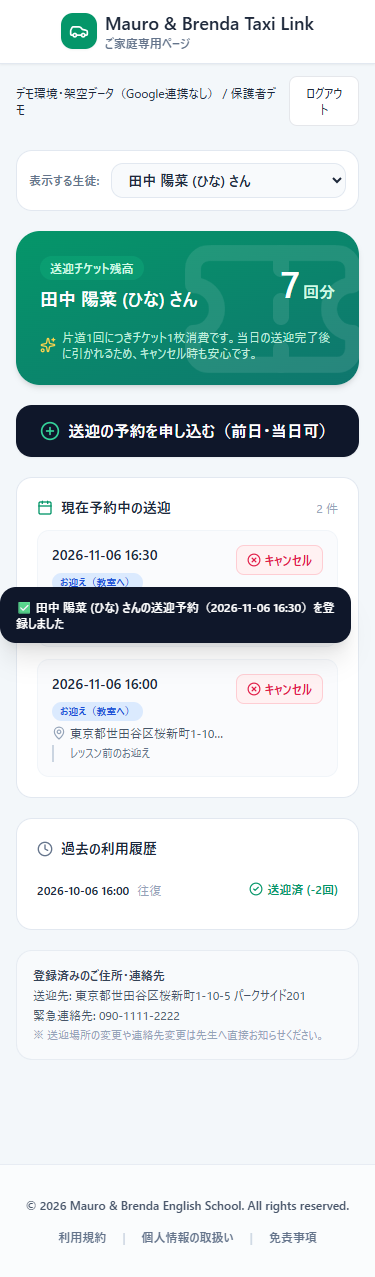 Mauro & Brenda Taxi Link
ご家庭専用ページ
デモ環境・架空データ（Google連携なし） / 保護者デ
モ
ログアウ
ト
表示する生徒:
田中 陽菜 (ひな) さん
送迎チケット残高
7 回分
田中 陽菜 (ひな) さん
片道1回につきチケット1枚消費です。当日の送迎完了後
に引かれるため、キャンセル時も安心です。
送迎の予約を申し込む（前日・当日可）
現在予約中の送迎
2 件
2026-11-06 16:30
キャンセル
お迎え（教室へ）
✅ 田中 陽菜 (ひな) さんの送迎予約（2026-11-06 16:30）を登
録しました
2026-11-06 16:00
キャンセル
お迎え（教室へ）
東京都世田谷区桜新町1-10...
レッスン前のお迎え
過去の利用履歴
2026-10-06 16:00 往復
送迎済 (-2回)
登録済みのご住所・連絡先
送迎先: 東京都世田谷区桜新町1-10-5 パークサイド201
緊急連絡先: 090-1111-2222
※ 送迎場所の変更や連絡先変更は先生へ直接お知らせください。
© 2026 Mauro & Brenda English School. All rights reserved.
利用規約 | 個人情報の取扱い | 免責事項